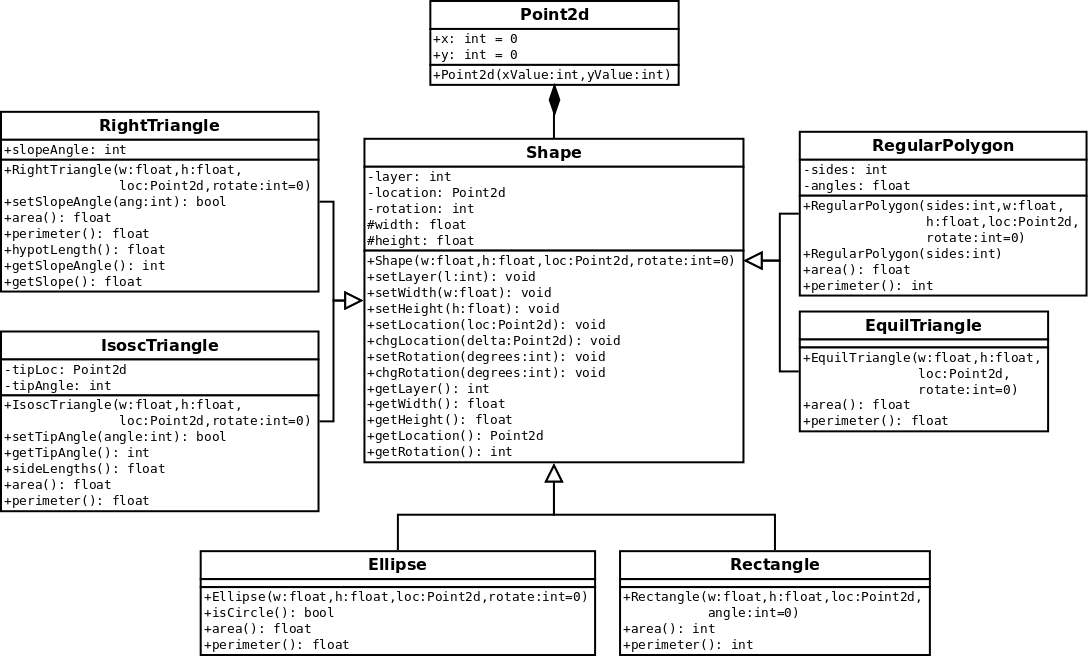 Point2d
+x: int = 0
+y: int = 0
+Point2d(xValue:int,yValue:int)
RightTriangle
+slopeAngle: int
+RightTriangle(w:float,h:float,
loc:Point2d,rotate:int=0)
+setSlopeAngle(ang:int): bool
+area(): float
+perimeter(): float
+hypotLength(): float
+getSlopeAngle(): int
+getSlope(): float
IsoscTriangle
-tipLoc: Point2d
-tipAngle: int
+IsoscTriangle(w:float,h:float,
loc:Point2d,rotate:int=0)
+setTipAngle(angle:int): bool
+getTipAngle(): int
+sideLengths(): float
+area(): float
+perimeter(): float
Shape
-layer: int
-location: Point2d
-rotation: int
#width: float
#height: float
+Shape(w:float,h:float,loc:Point2d,rotate:int=0)
+setLayer(l:int): void
+setWidth(w:float): void
+setHeight(h:float): void
+setLocation(loc:Point2d): void
+chgLocation(delta:Point2d): void
+setRotation(degrees:int): void
+chgRotation(degrees:int): void
+getLayer(): int
+getWidth(): float
+getHeight(): float
+getLocation(): Point2d
+getRotation(): int
RegularPolygon
-sides: int
-angles: float
+RegularPolygon(sides:int,w:float,
h:float,loc:Point2d,
rotate:int=0)
+RegularPolygon(sides:int)
+area(): float
+perimeter(): int
EquilTriangle
+EquilTriangle(w:float,h:float,
loc:Point2d,
rotate:int=0)
+area(): float
+perimeter(): float
Ellipse
+Ellipse(w:float,h:float,loc:Point2d,rotate:int=0)
+isCircle(): bool
+area(): float
+perimeter(): float
Rectangle
+Rectangle(w:float,h:float,loc:Point2d,
angle:int=0)
+area(): int
+perimeter(): int